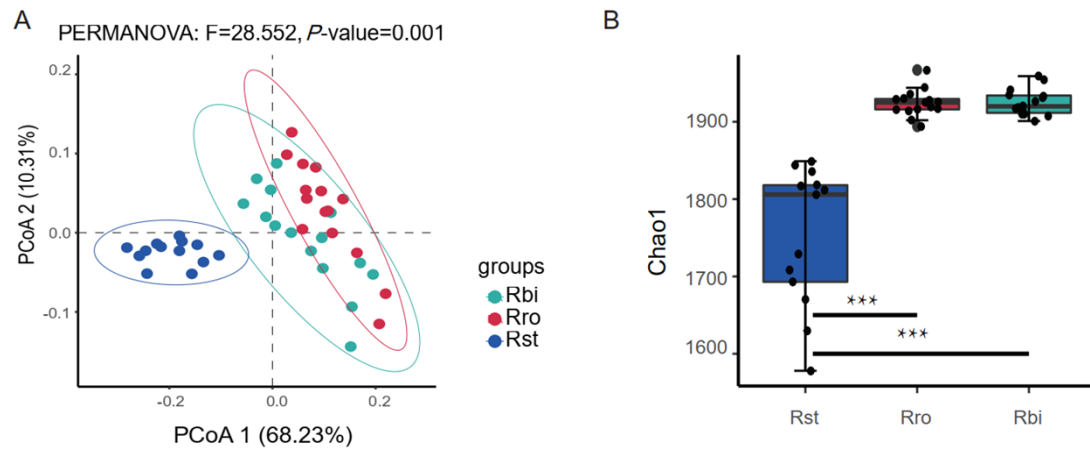 A
PERMANOVA: F=28.552, P-value=0.001
PCoA 2 (10.31%)
0.2
0.1
0.0
-0.1
-0.2
0.0
0.2
PCoA 1 (68.23%)
groups
Rbi
Rro
Rst
B
Chao1
1900
1800
1700
1600
***
***
Rst
Rro
Rbi